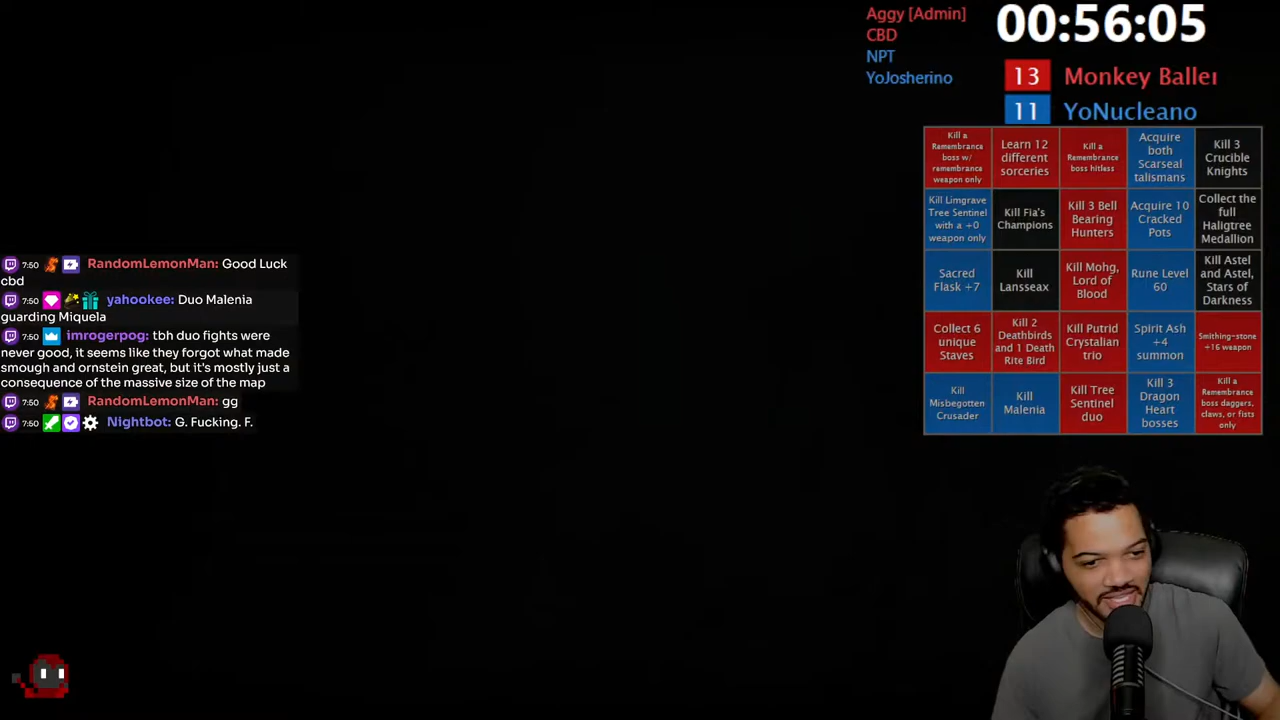 Aggy [Admin]
CBD
NPT
YoJosherino
00:56:05
13 Monkey Baller
11 YoNucleano
Kill a
Remembrance
boss w/
remembrance
weapon only
Learn 12
different
sorceries
Kill a
Remembrance
boss hitless
Acquire
both
Scarseal
talismans
Kill 3
Crucible
Knights
Kill Limgrave
Tree Sentinel
with a +0
weapon only
Kill Fia's
Champions
Kill 3 Bell
Bearing
Hunters
Acquire 10
Cracked
Pots
Collect the
full
Haligtree
Medallion
Sacred
Flask +7
Kill
Lansseax
Kill Mohg,
Lord of
Blood
Rune Level
60
Kill Astel
and Astel,
Stars of
Darkness
Collect 6
unique
Staves
Kill 2
Deathbirds
and 1 Death
Rite Bird
Kill Putrid
Crystalian
trio
Spirit Ash
+4
summon
Smithing-stone
+16 weapon
Kill
Misbegotten
Crusader
Kill
Malenia
Kill Tree
Sentinel
duo
Kill 3
Dragon
Heart
bosses
Kill a
Remembrance
boss daggers,
claws, or fists
only
7:50 RandomLemonMan: Good Luck
cbd
7:50 yahookee: Duo Malenia
guarding Miquela
7:50 imrogerpog: tbh duo fights were
never good, it seems like they forgot what made
smough and ornstein great, but it's mostly just a
consequence of the massive size of the map
7:50 RandomLemonMan: gg
7:50 Nightbot: G. Fucking. F.